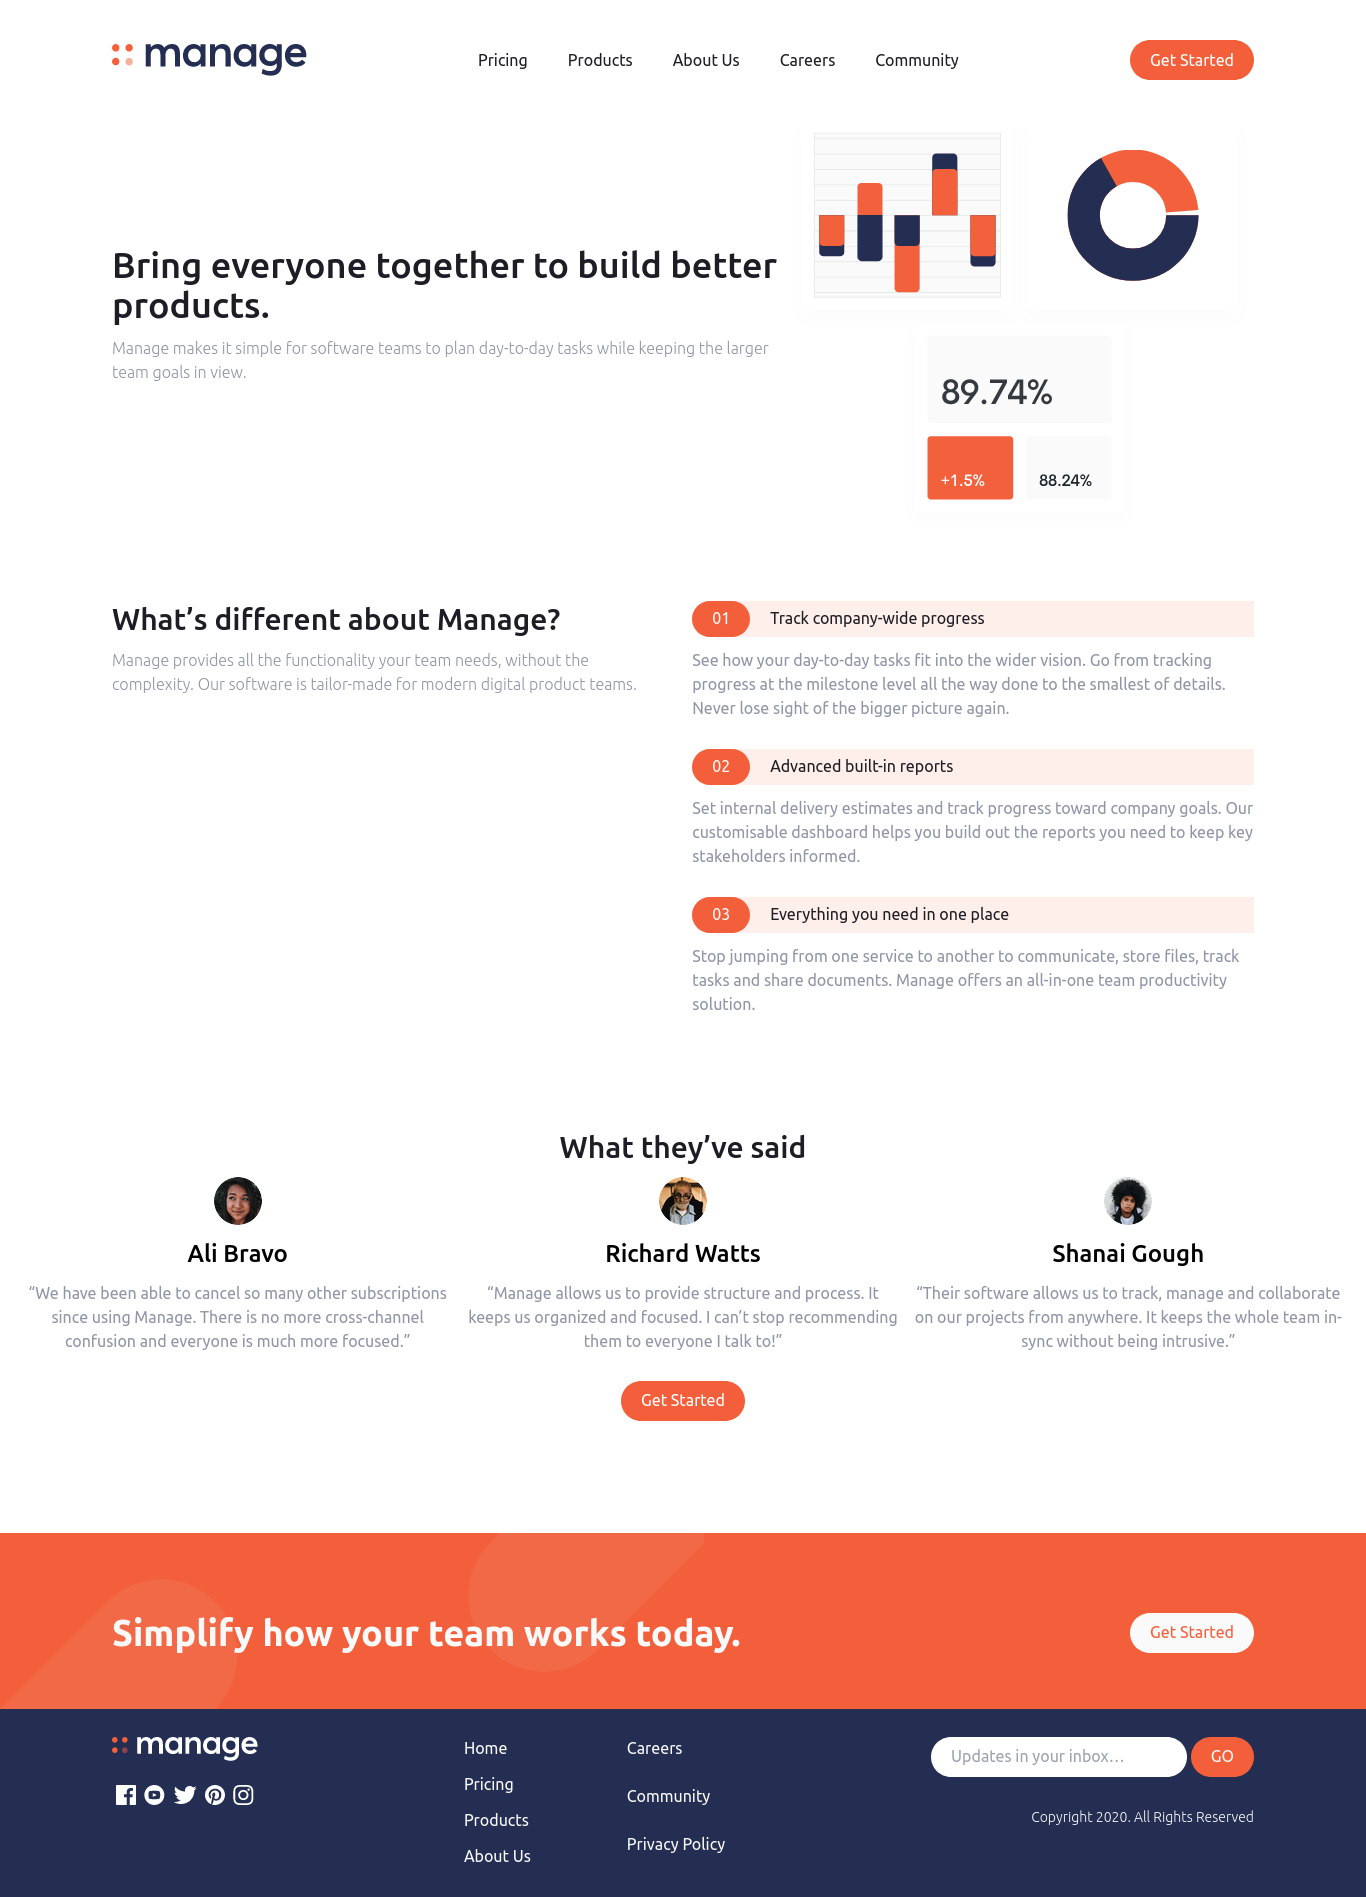 manage
Pricing
Products
About Us
Careers
Community
Get Started
Bring everyone together to build better
products.
Manage makes it simple for software teams to plan day-to-day tasks while keeping the larger
team goals in view.
89.74%
+1.5%
88.24%
What’s different about Manage?
Manage provides all the functionality your team needs, without the
complexity. Our software is tailor-made for modern digital product teams.
01
Track company-wide progress
See how your day-to-day tasks fit into the wider vision. Go from tracking
progress at the milestone level all the way done to the smallest of details.
Never lose sight of the bigger picture again.
02
Advanced built-in reports
Set internal delivery estimates and track progress toward company goals. Our
customisable dashboard helps you build out the reports you need to keep key
stakeholders informed.
03
Everything you need in one place
Stop jumping from one service to another to communicate, store files, track
tasks and share documents. Manage offers an all-in-one team productivity
solution.
What they’ve said
Ali Bravo
“We have been able to cancel so many other subscriptions
since using Manage. There is no more cross-channel
confusion and everyone is much more focused.”
Richard Watts
“Manage allows us to provide structure and process. It
keeps us organized and focused. I can’t stop recommending
them to everyone I talk to!”
Shanai Gough
“Their software allows us to track, manage and collaborate
on our projects from anywhere. It keeps the whole team in-
sync without being intrusive.”
Get Started
Simplify how your team works today.
Get Started
manage
Home
Pricing
Products
About Us
Careers
Community
Privacy Policy
Updates in your inbox…
GO
Copyright 2020. All Rights Reserved